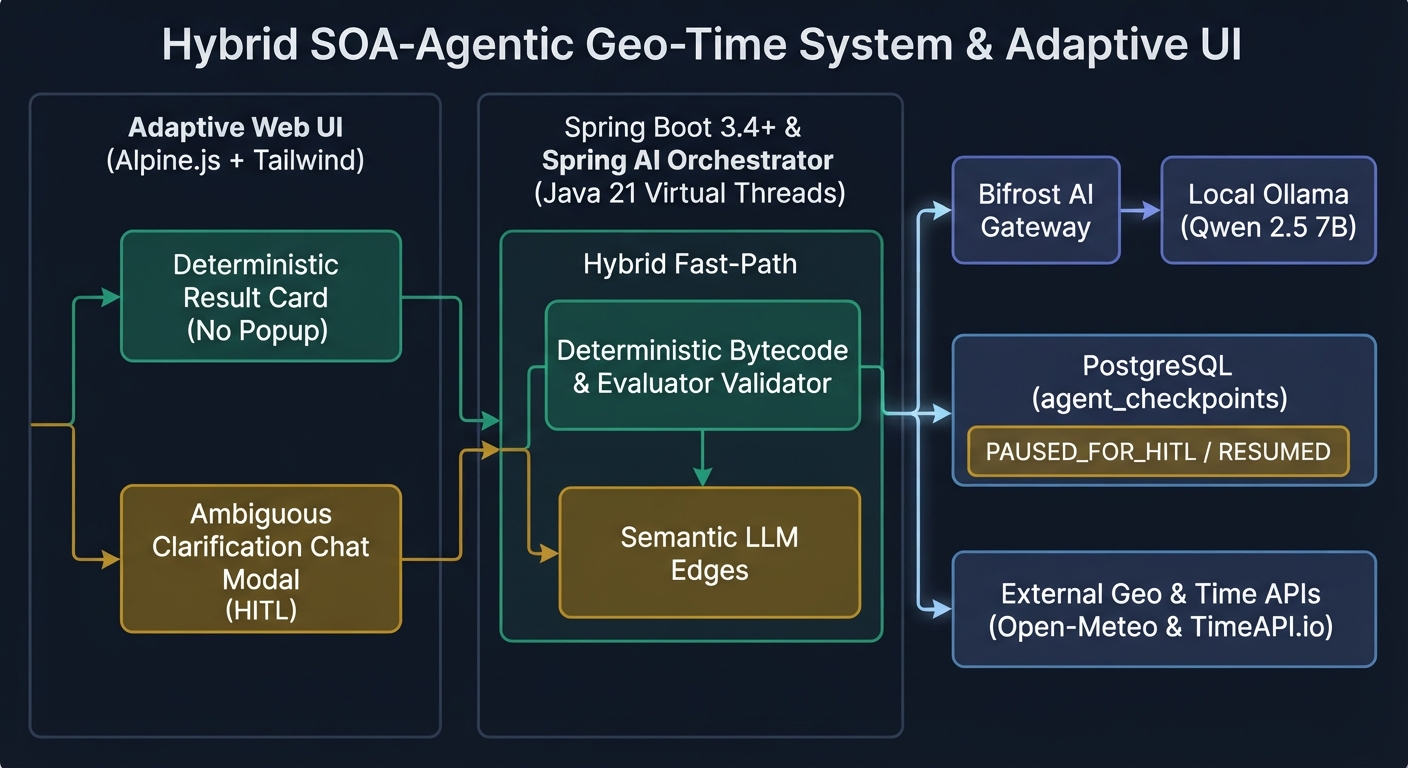 Hybrid SOA-Agentic Geo-Time System & Adaptive UI
Adaptive Web UI
(Alpine.js + Tailwind)
Deterministic
Result Card
(No Popup)
Ambiguous
Clarification Chat
Modal
(HITL)
Spring Boot 3.4+ &
Spring AI Orchestrator
(Java 21 Virtual Threads)
Hybrid Fast-Path
Deterministic Bytecode
& Evaluator Validator
Semantic LLM
Edges
Bifrost AI
Gateway
Local Ollama
(Qwen 2.5 7B)
PostgreSQL
(agent_checkpoints)
PAUSED_FOR_HITL / RESUMED
External Geo & Time APIs
(Open-Meteo & TimeAPI.io)